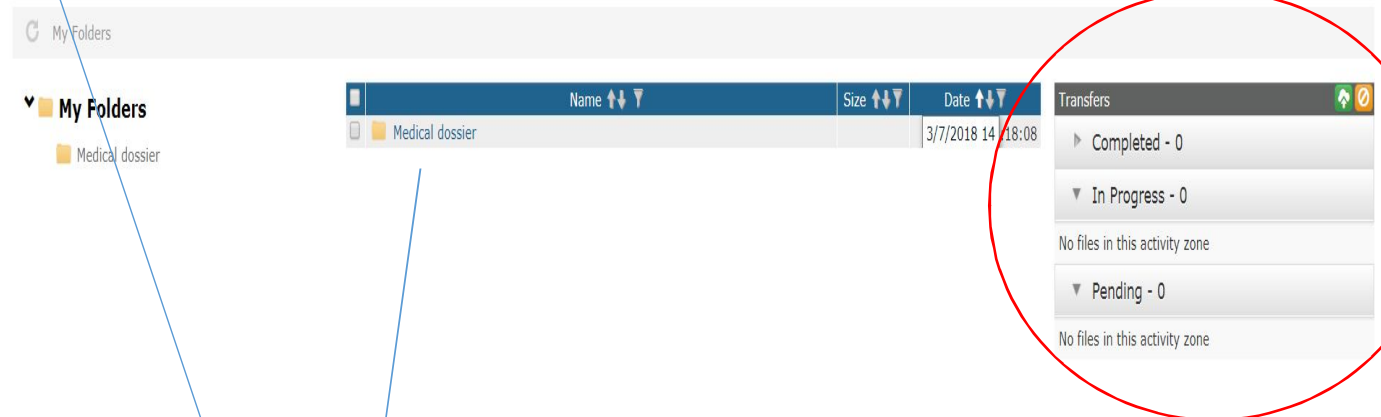 My Folders
My Folders
Medical dossier
Name Size Date
Medical dossier 3/7/2018 14 :18:08
Transfers
Completed - 0
In Progress - 0
No files in this activity zone
Pending - 0
No files in this activity zone